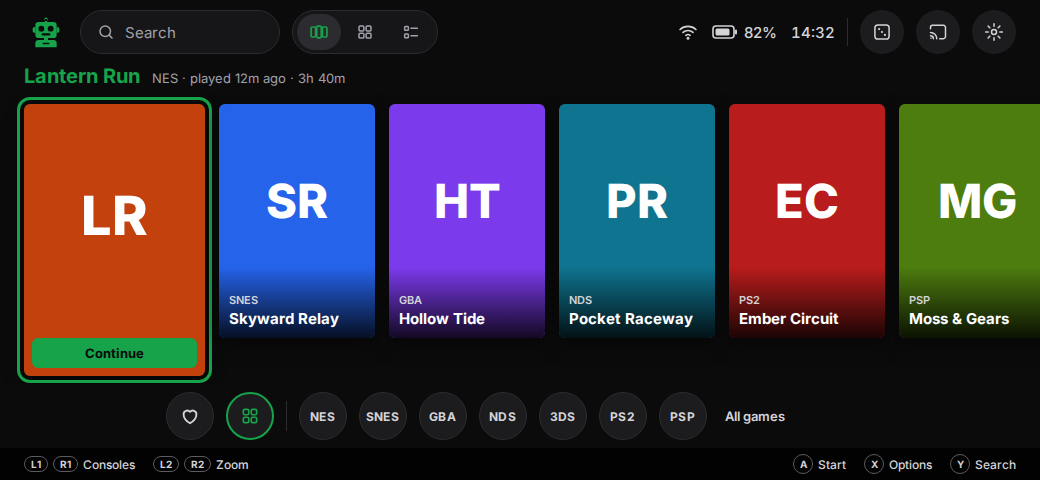 Search
82% 14:32
Lantern Run NES · played 12m ago · 3h 40m
LR
Continue
SR
SNES
Skyward Relay
HT
GBA
Hollow Tide
PR
NDS
Pocket Raceway
EC
PS2
Ember Circuit
MG
PSP
Moss & Gears
NES SNES GBA NDS 3DS PS2 PSP All games
L1 R1 Consoles L2 R2 Zoom A Start X Options Y Search